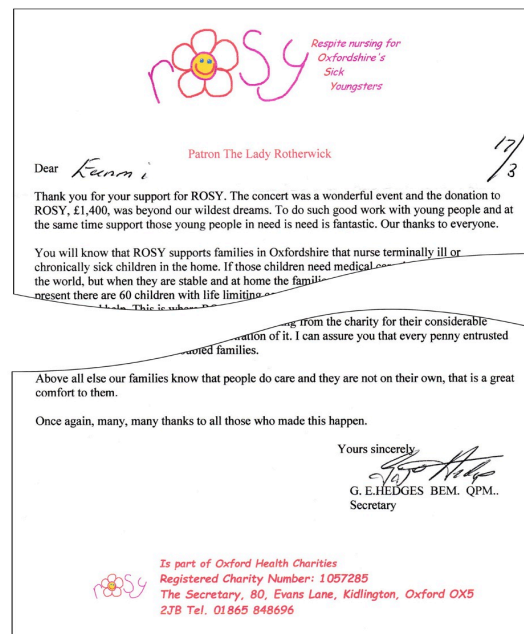 rosy
Respite nursing for
Oxfordshire's
Sick
Youngsters
Patron The Lady Rotherwick
17/3
Dear
Thank you for your support for ROSY. The concert was a wonderful event and the donation to
ROSY, £1,400, was beyond our wildest dreams. To do such good work with young people and at
the same time support those young people in need is need is fantastic. Our thanks to everyone.
You will know that ROSY supports families in Oxfordshire that nurse terminally ill or
chronically sick children in the home. If those children need medical
the world, but when they are stable and at home the
present there are 60 children with life limiting
This is
from the charity for their considerable
of it. I can assure you that every penny entrusted
families.
Above all else our families know that people do care and they are not on their own, that is a great
comfort to them.
Once again, many, many thanks to all those who made this happen.
Yours sincerely
G. E.HEDGES BEM. QPM..
Secretary
rosy
Is part of Oxford Health Charities
Registered Charity Number: 1057285
The Secretary, 80, Evans Lane, Kidlington, Oxford OX5
2JB Tel. 01865 848696